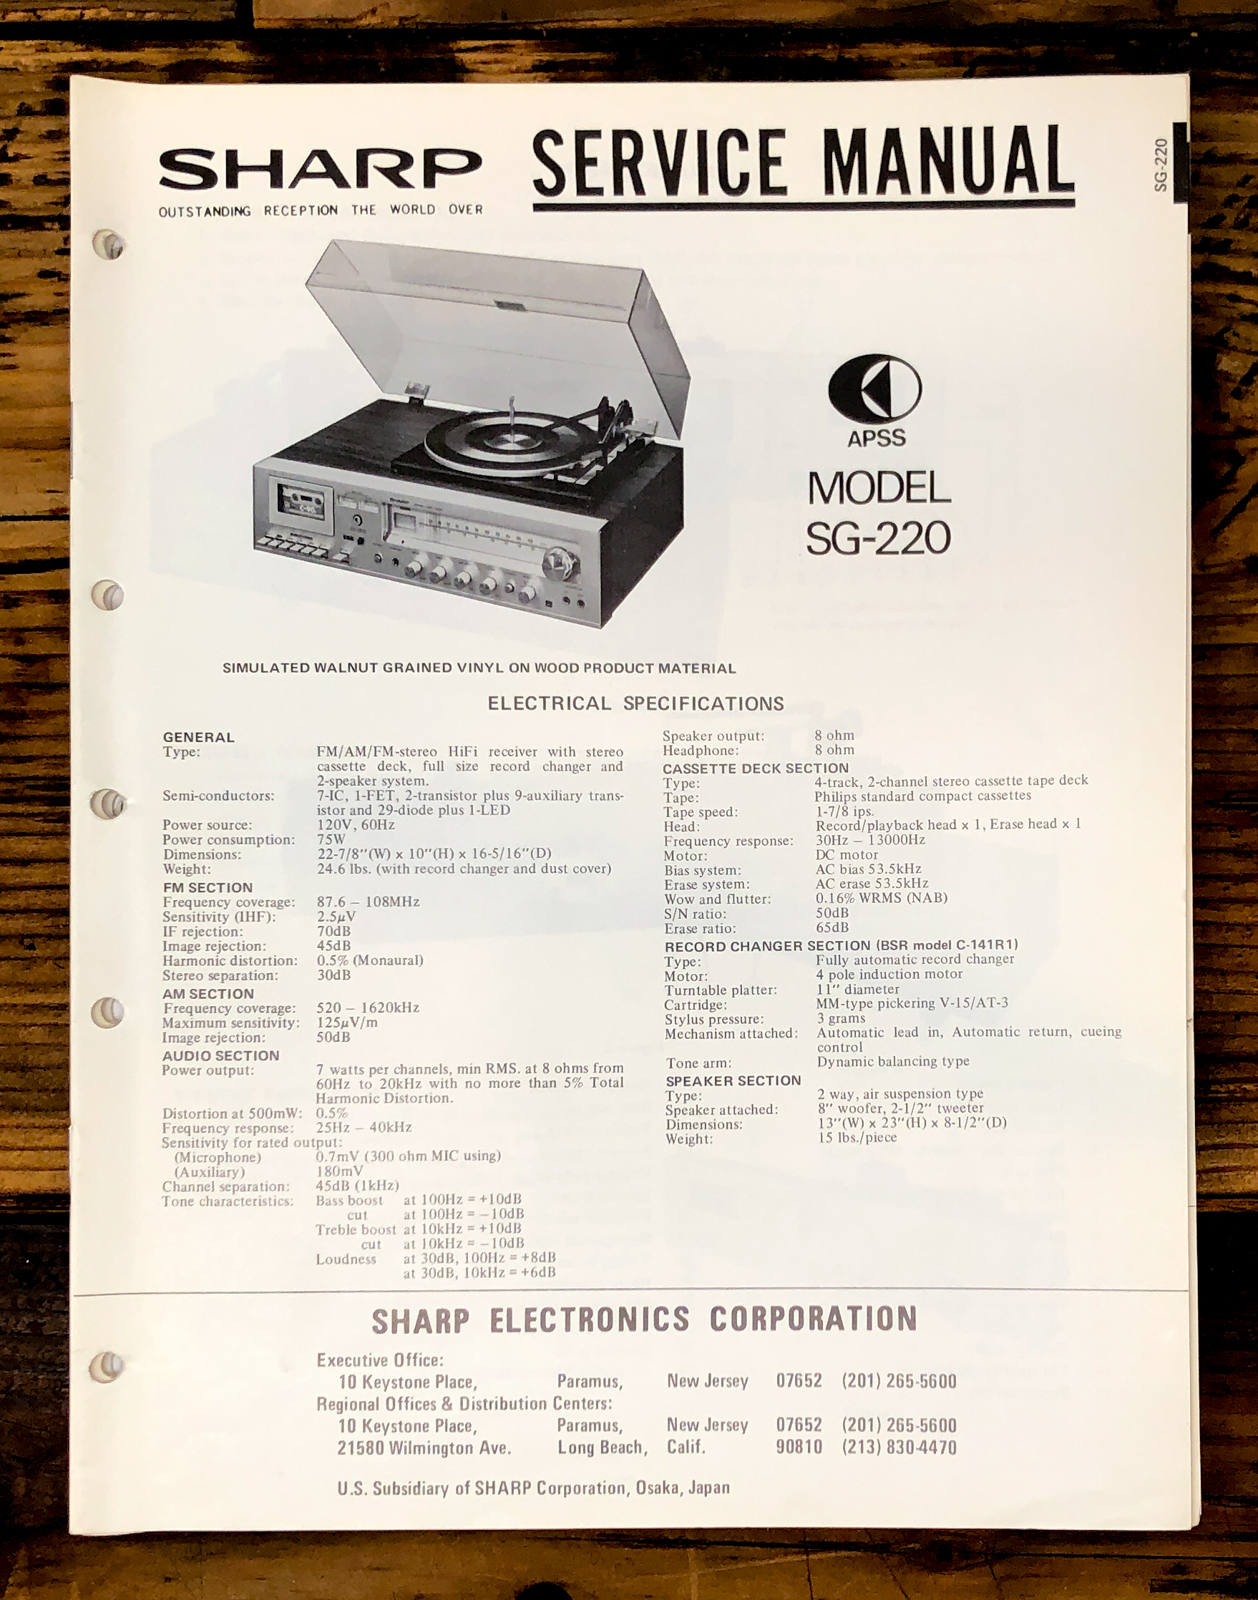 SHARP
OUTSTANDING RECEPTION THE WORLD OVER
SERVICE MANUAL
SG-220
APSS
MODEL
SG-220
SIMULATED WALNUT GRAINED VINYL ON WOOD PRODUCT MATERIAL
ELECTRICAL SPECIFICATIONS
GENERAL
Type: FM/AM/FM-stereo HiFi receiver with stereo
cassette deck, full size record changer and
2-speaker system.
Semi-conductors: 7-IC, 1-FET, 2-transistor plus 9-auxiliary trans-
istor and 29-diode plus 1-LED
Power source: 120V, 60Hz
Power consumption: 75W
Dimensions: 22-7/8"(W) x 10"(H) x 16-5/16"(D)
Weight: 24.6 lbs. (with record changer and dust cover)
FM SECTION
Frequency coverage: 87.6 – 108MHz
Sensitivity (IHF): 2.5μV
IF rejection: 70dB
Image rejection: 45dB
Harmonic distortion: 0.5% (Monaural)
Stereo separation: 30dB
AM SECTION
Frequency coverage: 520 – 1620kHz
Maximum sensitivity: 125μV/m
Image rejection: 50dB
AUDIO SECTION
Power output: 7 watts per channels, min RMS. at 8 ohms from
60Hz to 20kHz with no more than 5% Total
Harmonic Distortion.
Distortion at 500mW: 0.5%
Frequency response: 25Hz – 40kHz
Sensitivity for rated output:
(Microphone) 0.7mV (300 ohm MIC using)
(Auxiliary) 180mV
Channel separation: 45dB (1kHz)
Tone characteristics: Bass boost at 100Hz = +10dB
cut at 100Hz = –10dB
Treble boost at 10kHz = +10dB
cut at 10kHz = –10dB
Loudness at 30dB, 100Hz = +8dB
at 30dB, 10kHz = +6dB
Speaker output: 8 ohm
Headphone: 8 ohm
CASSETTE DECK SECTION
Type: 4-track, 2-channel stereo cassette tape deck
Tape: Philips standard compact cassettes
Tape speed: 1-7/8 ips.
Head: Record/playback head x 1, Erase head x 1
Frequency response: 30Hz – 13000Hz
Motor: DC motor
Bias system: AC bias 53.5kHz
Erase system: AC erase 53.5kHz
Wow and flutter: 0.16% WRMS (NAB)
S/N ratio: 50dB
Erase ratio: 65dB
RECORD CHANGER SECTION (BSR model C-141R1)
Type: Fully automatic record changer
Motor: 4 pole induction motor
Turntable platter: 11" diameter
Cartridge: MM-type pickering V-15/AT-3
Stylus pressure: 3 grams
Mechanism attached: Automatic lead in, Automatic return, cueing
control
Tone arm: Dynamic balancing type
SPEAKER SECTION
Type: 2 way, air suspension type
Speaker attached: 8" woofer, 2-1/2" tweeter
Dimensions: 13"(W) x 23"(H) x 8-1/2"(D)
Weight: 15 lbs./piece
SHARP ELECTRONICS CORPORATION
Executive Office:
10 Keystone Place, Paramus, New Jersey 07652 (201) 265-5600
Regional Offices & Distribution Centers:
10 Keystone Place, Paramus, New Jersey 07652 (201) 265-5600
21580 Wilmington Ave. Long Beach, Calif. 90810 (213) 830-4470
U.S. Subsidiary of SHARP Corporation, Osaka, Japan